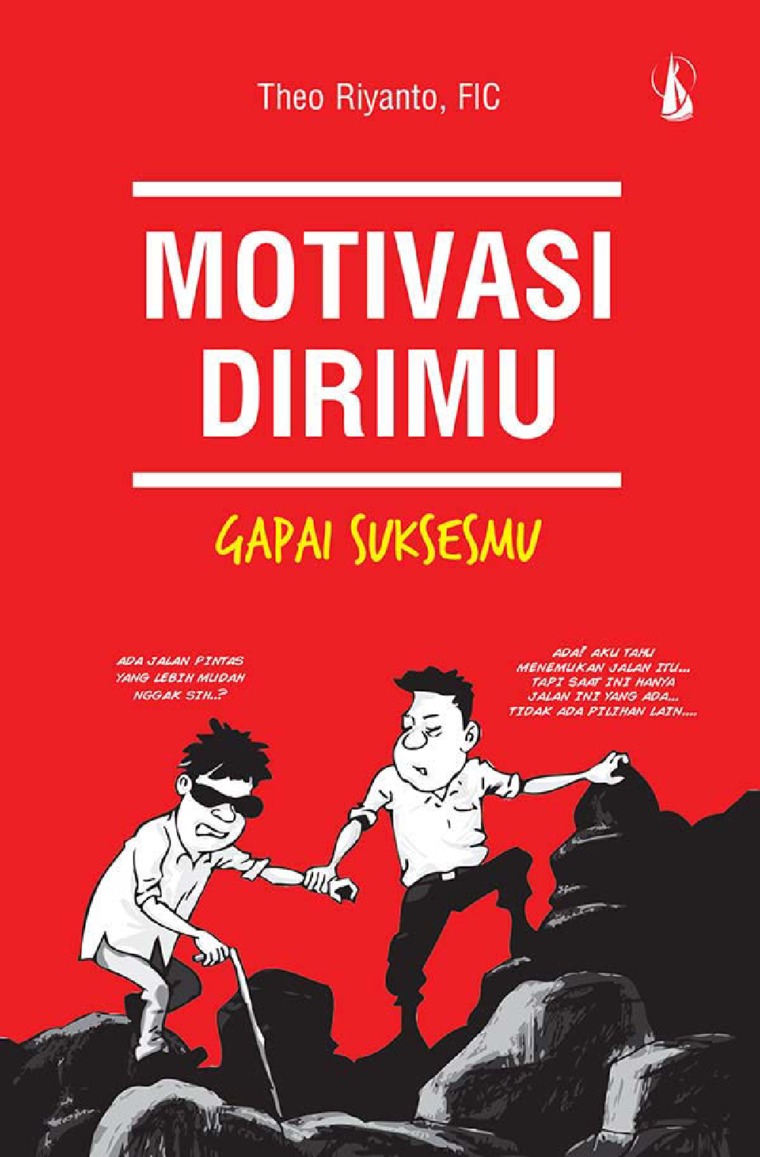 Theo Riyanto, FIC
MOTIVASI
DIRIMU
GAPAI SUKSESMU
ADA JALAN PINTAS
YANG LEBIH MUDAH
NGGAK SIH..?
ADA! AKU TAHU
MENEMUKAN JALAN ITU...
TAPI SAAT INI HANYA
JALAN INI YANG ADA...
TIDAK ADA PILIHAN LAIN....